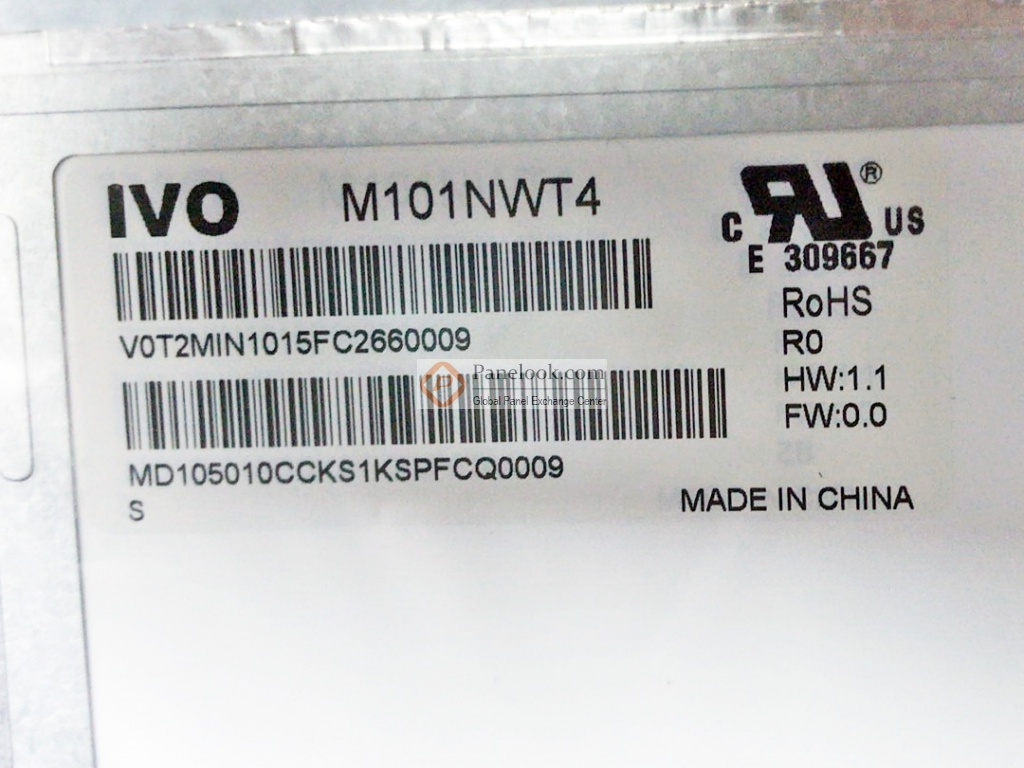 IVO M101NWT4
C RU ® US
E 309667
V0T2MIN1015FC2660009
RoHS
R0
HW:1.1
FW:0.0
Panelook.com
Global Panel Exchange Center
MD105010CCKS1KSPFCQ0009
S
MADE IN CHINA